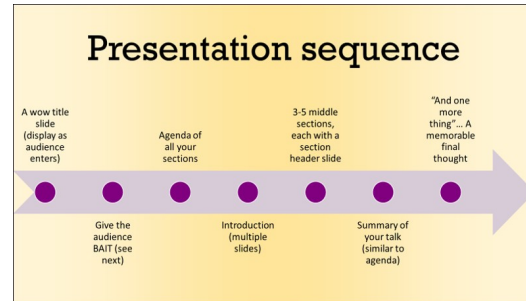 Presentation sequence
A wow title
slide
(display as
audience
enters)
Give the
audience
BAIT (see
next)
Agenda of
all your
sections
Introduction
(multiple
slides)
3-5 middle
sections,
each with a
section
header slide
Summary of
your talk
(similar to
agenda)
“And one
more
thing”... A
memorable
final
thought